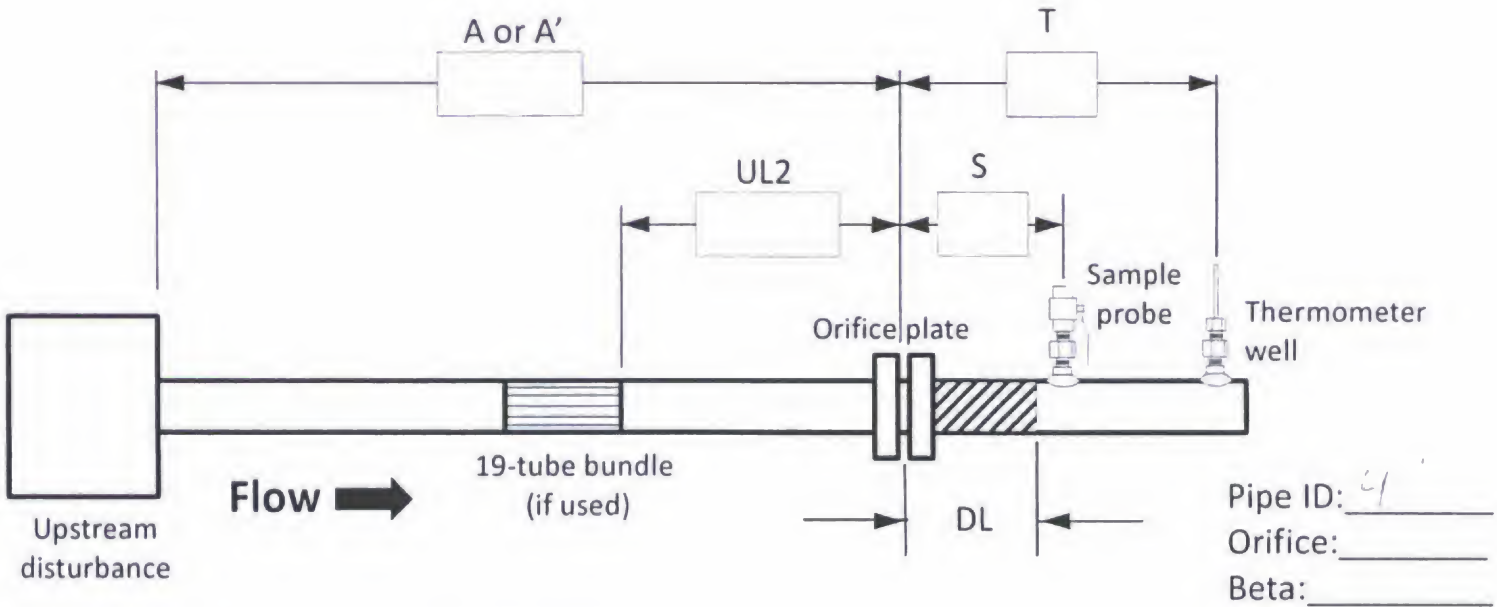 A or A'
T
UL2
S
Sample
probe
Orifice plate
Thermometer
well
19-tube bundle
(if used)
Flow
Upstream
disturbance
DL
Pipe ID:
Orifice:
Beta: